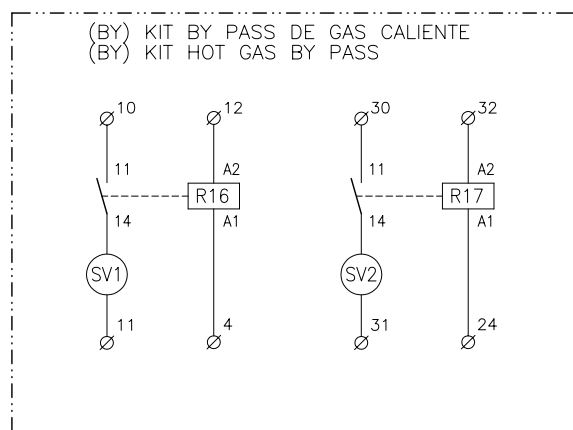 (BY) KIT BY PASS DE GAS CALIENTE
(BY) KIT HOT GAS BY PASS
10 12 30 32
11 A2 11 A2
R16 R17
14 A1 14 A1
SV1 SV2
11 4 31 24